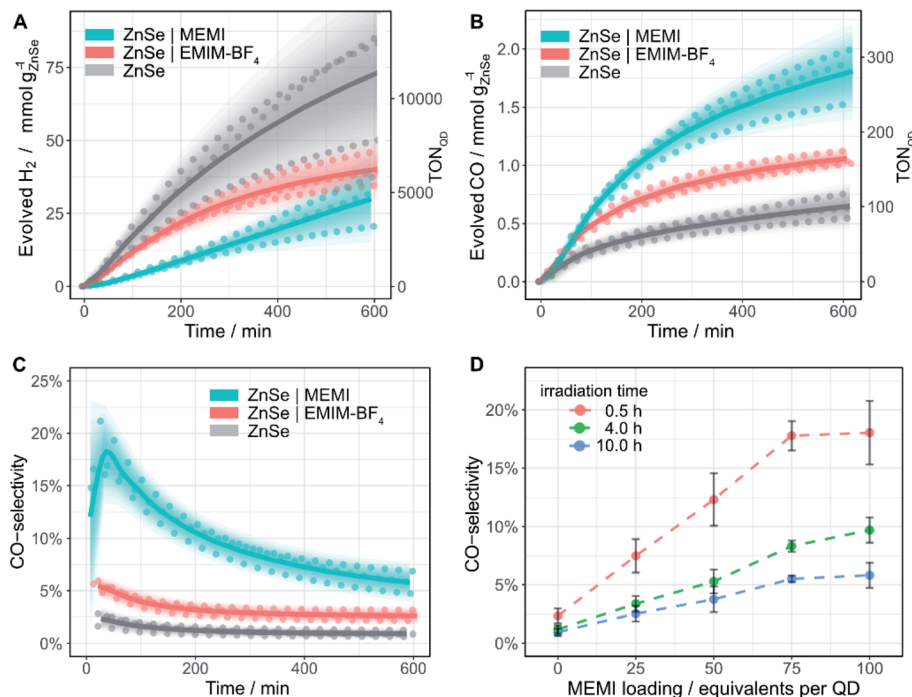 A
ZnSe | MEMI
ZnSe | EMIM-BF4
ZnSe
75
50
25
0
Evolved H2 / mmol g-1 ZnSe
10000
5000
0
TONQD
0 200 400 600
Time / min
B
ZnSe | MEMI
ZnSe | EMIM-BF4
ZnSe
2.0
1.5
1.0
0.5
0.0
Evolved CO / mmol g-1 ZnSe
300
200
100
0
TONQD
0 200 400 600
Time / min
C
ZnSe | MEMI
ZnSe | EMIM-BF4
ZnSe
25%
20%
15%
10%
5%
0%
CO-selectivity
0 200 400 600
Time / min
D
irradiation time
0.5 h
4.0 h
10.0 h
20%
15%
10%
5%
0%
CO-selectivity
0 25 50 75 100
MEMI loading / equivalents per QD